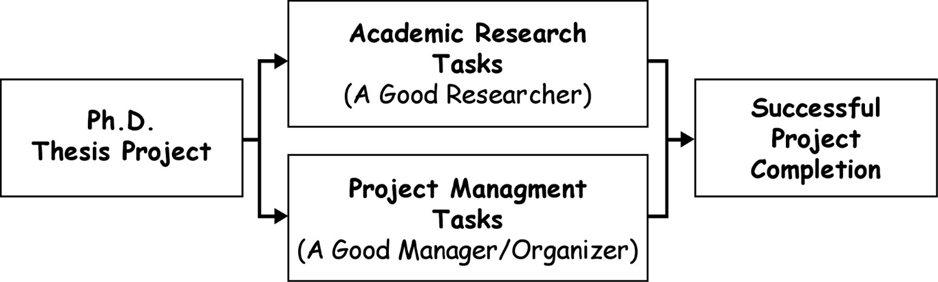 Ph.D.
Thesis Project
Academic Research
Tasks
(A Good Researcher)
Project Managment
Tasks
(A Good Manager/Organizer)
Successful
Project
Completion